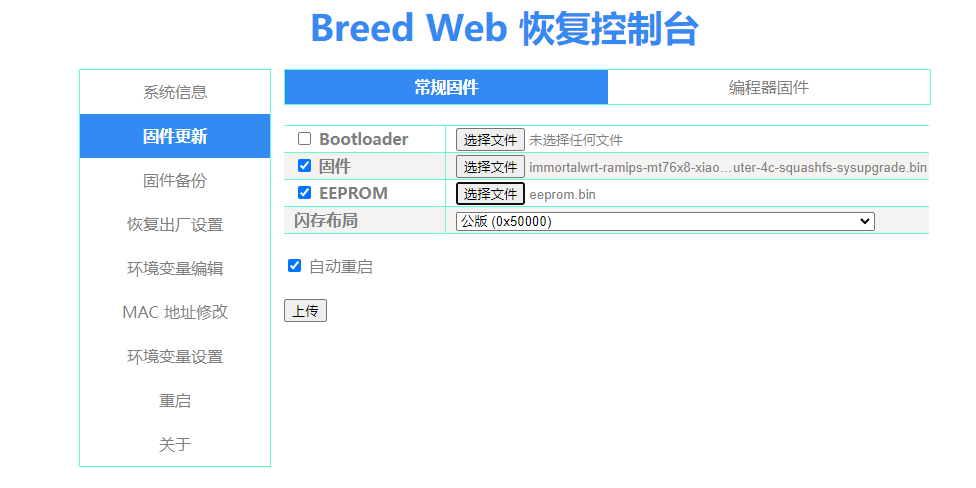 Breed Web 恢复控制台
系统信息
固件更新
固件备份
恢复出厂设置
环境变量编辑
MAC 地址修改
环境变量设置
重启
关于
常规固件 编程器固件
Bootloader 选择文件 未选择任何文件
固件 选择文件 immortalwrt-ramips-mt76x8-xiao…uter-4c-squashfs-sysupgrade.bin
EEPROM 选择文件 eeprom.bin
闪存布局 公版 (0x50000)
自动重启
上传